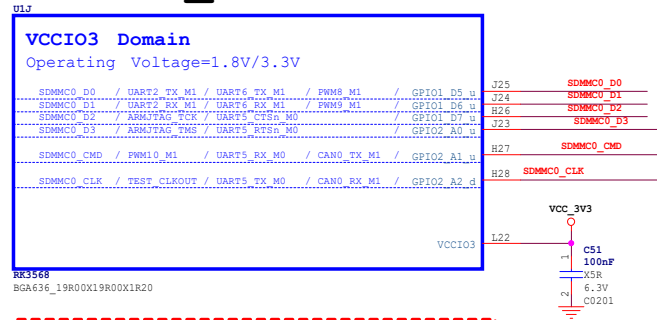 U1J
VCCIO3 Domain
Operating Voltage=1.8V/3.3V
SDMMC0_D0 / UART2_TX_M1 / UART6_TX_M1 / PWM8_M1 / GPIO1_D5_u J25 SDMMC0_D0
SDMMC0_D1 / UART2_RX_M1 / UART6_RX_M1 / PWM9_M1 / GPIO1_D6_u J24 SDMMC0_D1
SDMMC0_D2 / ARMJTAG_TCK / UART5_CTSn_M0 / GPIO1_D7_u H26 SDMMC0_D2
SDMMC0_D3 / ARMJTAG_TMS / UART5_RTSn_M0 / GPIO2_A0_u J23 SDMMC0_D3
SDMMC0_CMD / PWM10_M1 / UART5_RX_M0 / CAN0_TX_M1 / GPIO2_A1_u H27 SDMMC0_CMD
SDMMC0_CLK / TEST_CLKOUT / UART5_TX_M0 / CAN0_RX_M1 / GPIO2_A2_d H28 SDMMC0_CLK
VCC_3V3
VCCIO3 L22
1 C51
100nF
X5R
2 6.3V
C0201
RK3568
BGA636_19R00X19R00X1R20